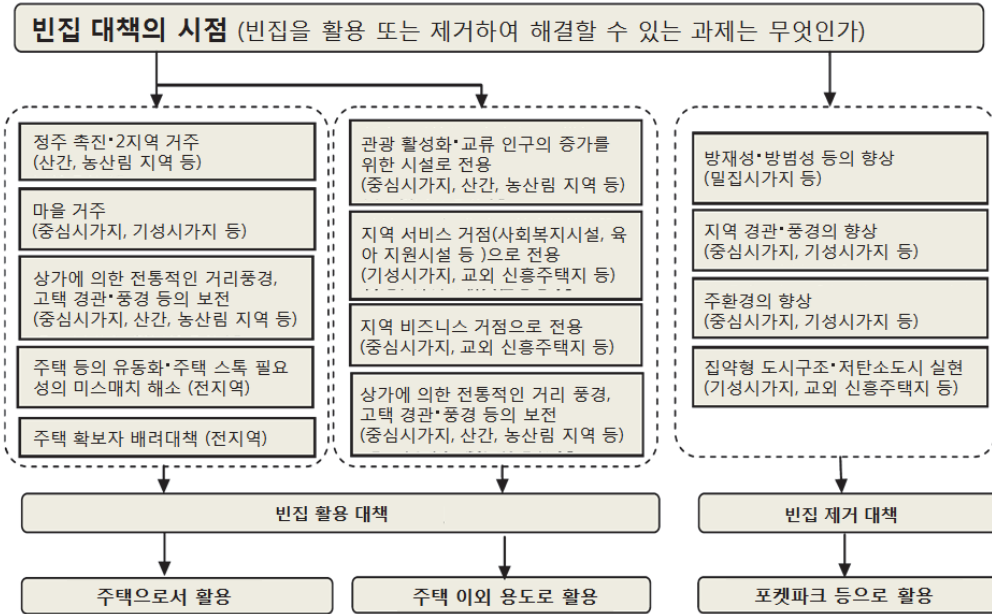 빈집 대책의 시점 (빈집을 활용 또는 제거하여 해결할 수 있는 과제는 무엇인가)
정주 촉진·2지역 거주
(산간, 농산림 지역 등)
마을 거주
(중심시가지, 기성시가지 등)
상가에 의한 전통적인 거리풍경,
고택 경관·풍경 등의 보전
(중심시가지, 산간, 농산림 지역 등)
주택 등의 유동화·주택 스톡 필요
성의 미스매치 해소 (전지역)
주택 확보자 배려대책 (전지역)
관광 활성화·교류 인구의 증가를
위한 시설로 전용
(중심시가지, 산간, 농산림 지역 등)
지역 서비스 거점(사회복지시설, 육
아 지원시설 등 )으로 전용
(기성시가지, 교외 신흥주택지 등)
지역 비즈니스 거점으로 전용
(중심시가지, 교외 신흥주택지 등)
상가에 의한 전통적인 거리 풍경,
고택 경관·풍경 등의 보전
(중심시가지, 산간, 농산림 지역 등)
방재성·방범성 등의 향상
(밀집시가지 등)
지역 경관·풍경의 향상
(중심시가지, 기성시가지 등)
주환경의 향상
(중심시가지, 기성시가지 등)
집약형 도시구조·저탄소도시 실현
(기성시가지, 교외 신흥주택지 등)
빈집 활용 대책
빈집 제거 대책
주택으로서 활용
주택 이외 용도로 활용
포켓파크 등으로 활용